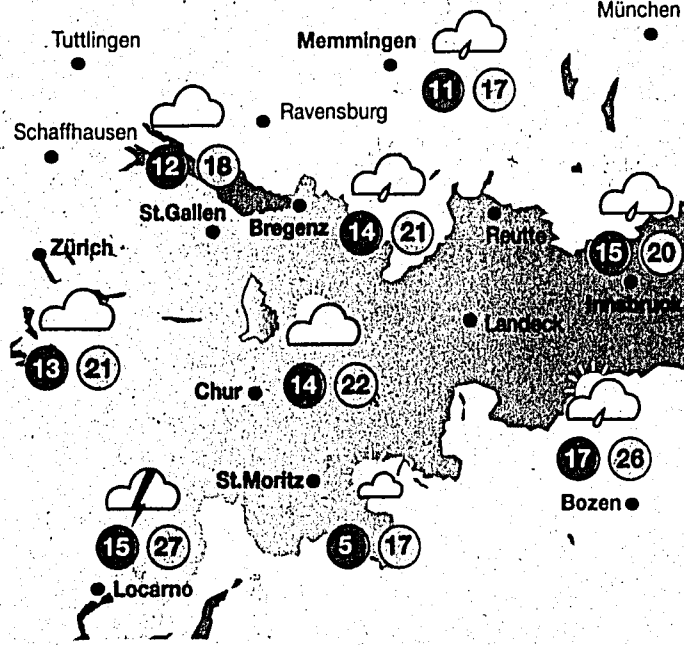 München
Tuttlingen
Memmingen
11 17
Ravensburg
Schaffhausen
12 18
St.Gallen
Bregenz
14 21
Reutte
Zürich
15 20
Innsbruck
Landeck
13 21
Chur
14 22
17 26
St.Moritz
Bozen
15 27
5 17
Locarno